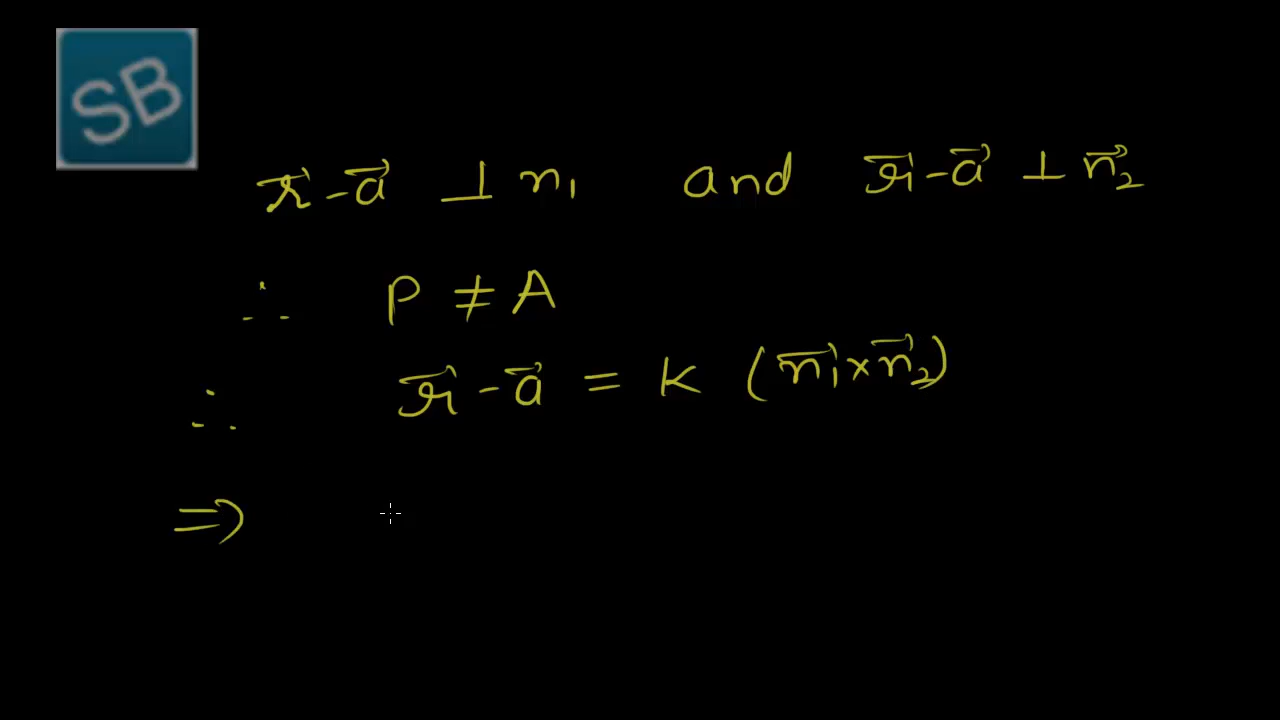 SB
r⃗ - a⃗ ⊥ n₁ and r⃗ - a⃗ ⊥ n⃗₂
∴ P ≠ A
∴ r⃗ - a⃗ = K (n⃗₁ × n⃗₂)
⇒